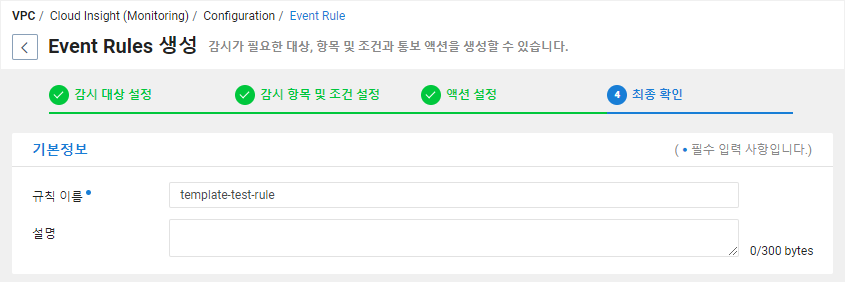 VPC / Cloud Insight (Monitoring) / Configuration / Event Rule
Event Rules 생성 감시가 필요한 대상, 항목 및 조건과 통보 액션을 생성할 수 있습니다.
감시 대상 설정 감시 항목 및 조건 설정 액션 설정 4 최종 확인
기본정보 ( • 필수 입력 사항입니다.)
규칙 이름 • template-test-rule
설명
0/300 bytes